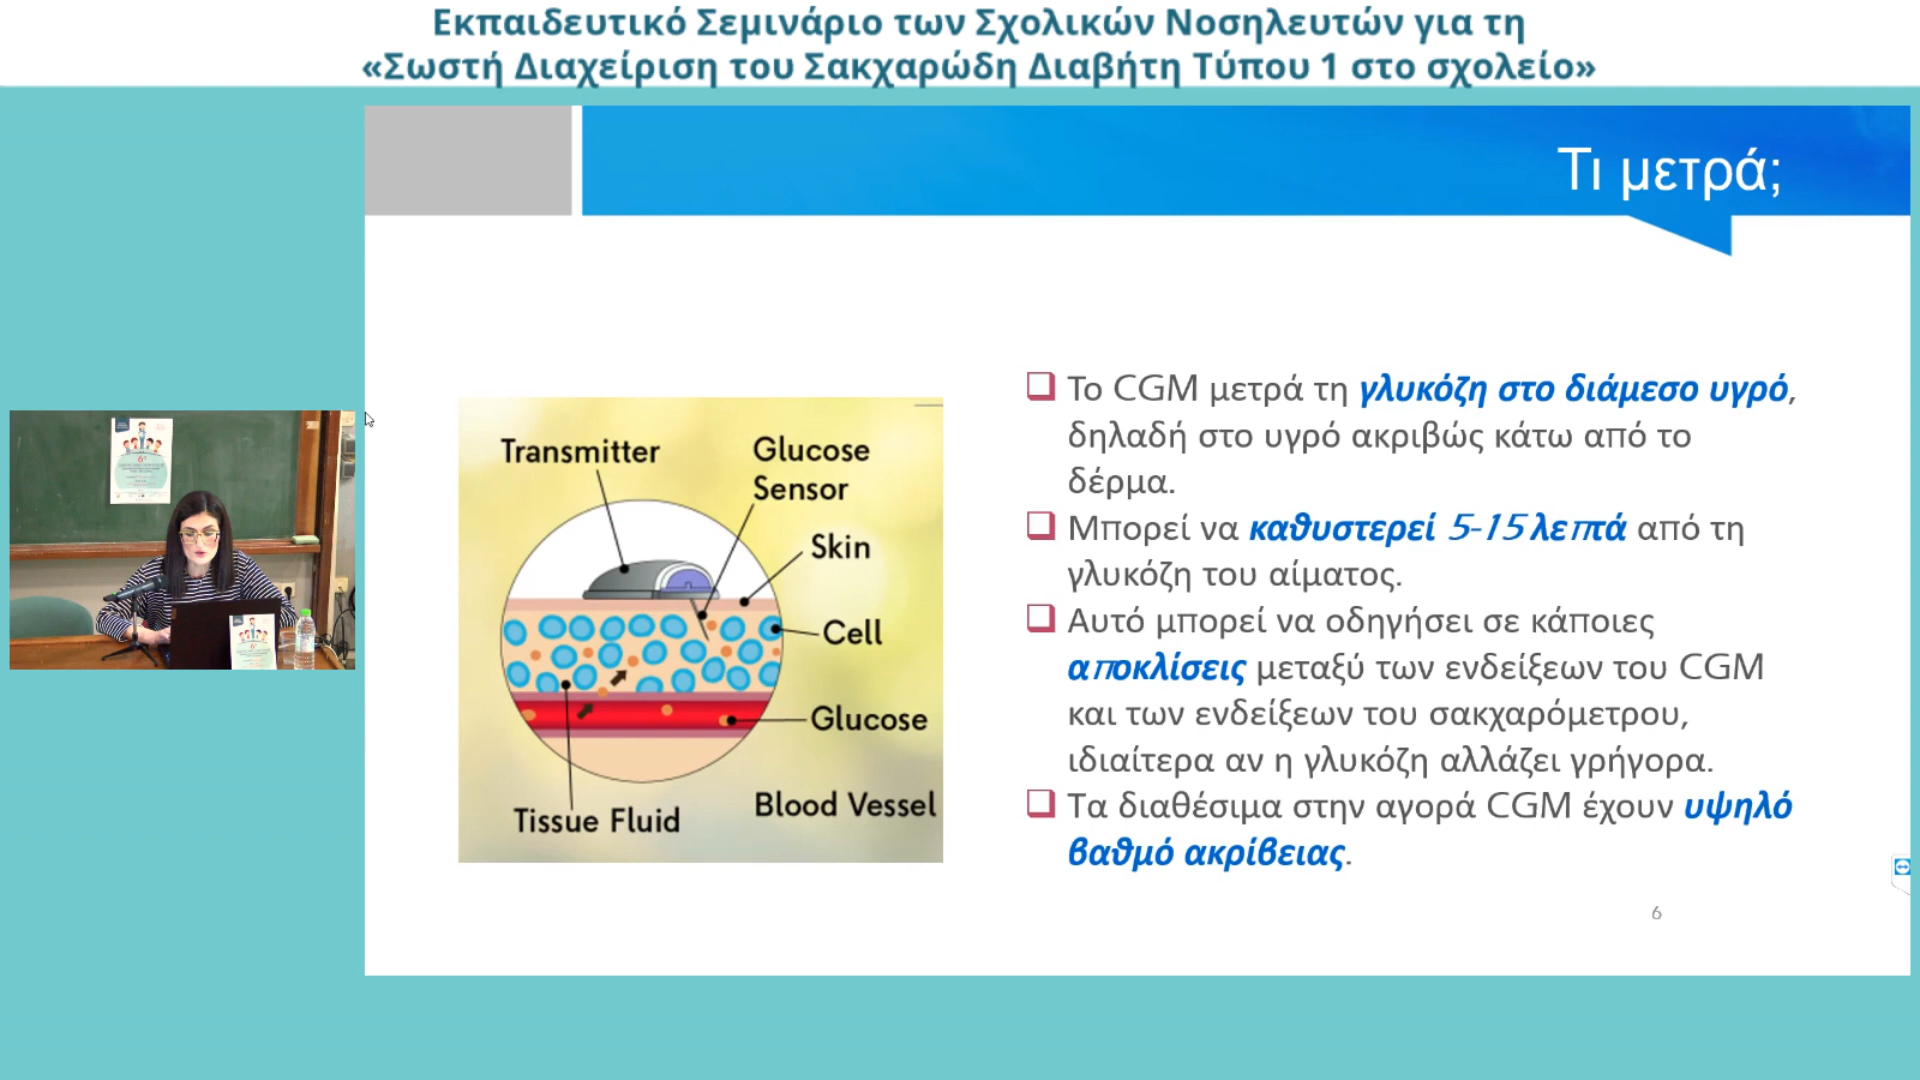 Εκπαιδευτικό Σεμινάριο των Σχολικών Νοσηλευτών για τη
«Σωστή Διαχείριση του Σακχαρώδη Διαβήτη Τύπου 1 στο σχολείο»
Τι μετρά;
Transmitter
Glucose
Sensor
Skin
Cell
Glucose
Blood Vessel
Tissue Fluid
Το CGM μετρά τη γλυκόζη στο διάμεσο υγρό,
δηλαδή στο υγρό ακριβώς κάτω από το
δέρμα.
Μπορεί να καθυστερεί 5-15 λεπτά από τη
γλυκόζη του αίματος.
Αυτό μπορεί να οδηγήσει σε κάποιες
αποκλίσεις μεταξύ των ενδείξεων του CGM
και των ενδείξεων του σακχαρόμετρου,
ιδιαίτερα αν η γλυκόζη αλλάζει γρήγορα.
Τα διαθέσιμα στην αγορά CGM έχουν υψηλό
βαθμό ακρίβειας.
6